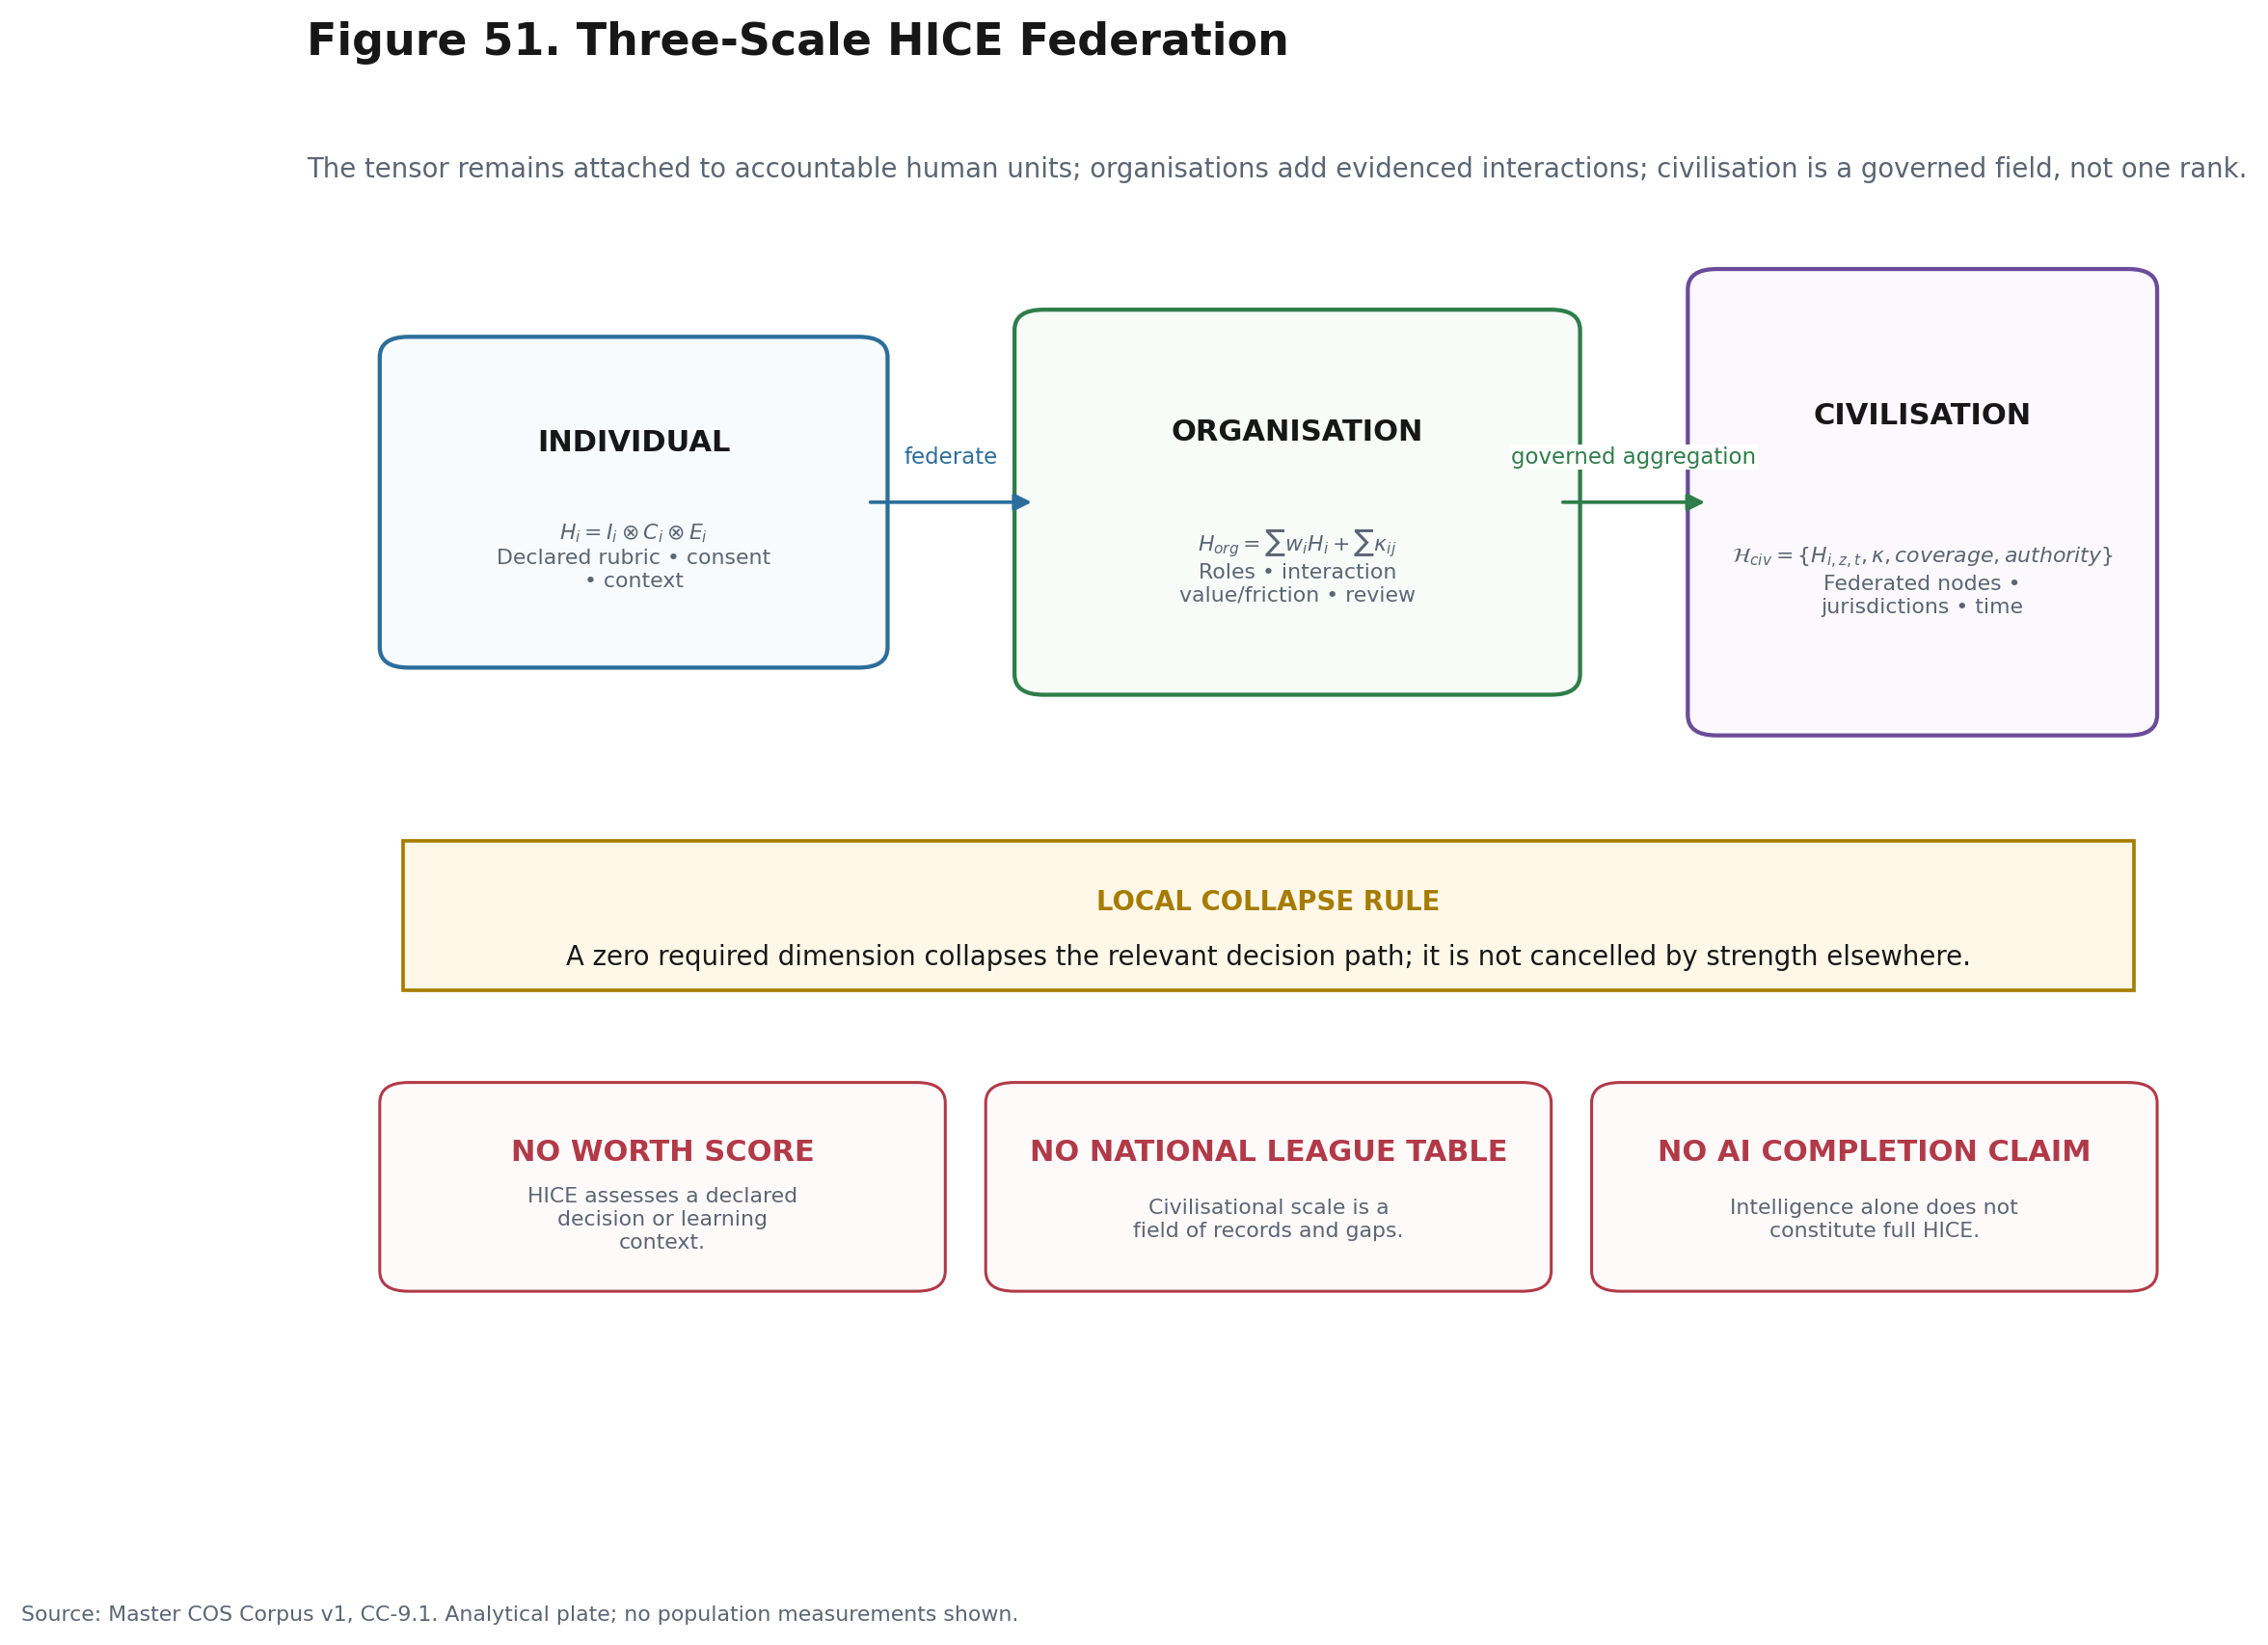 Figure 51. Three-Scale HICE Federation
The tensor remains attached to accountable human units; organisations add evidenced interactions; civilisation is a governed field, not one rank.
INDIVIDUAL
H_i = I_i ⊗ C_i ⊗ E_i
Declared rubric • consent
• context
federate
ORGANISATION
H_org = ∑ w_i H_i + ∑ κ_ij
Roles • interaction
value/friction • review
governed aggregation
CIVILISATION
ℋ_civ = {H_i,z,t, κ, coverage, authority}
Federated nodes •
jurisdictions • time
LOCAL COLLAPSE RULE
A zero required dimension collapses the relevant decision path; it is not cancelled by strength elsewhere.
NO WORTH SCORE
HICE assesses a declared
decision or learning
context.
NO NATIONAL LEAGUE TABLE
Civilisational scale is a
field of records and gaps.
NO AI COMPLETION CLAIM
Intelligence alone does not
constitute full HICE.
Source: Master COS Corpus v1, CC-9.1. Analytical plate; no population measurements shown.